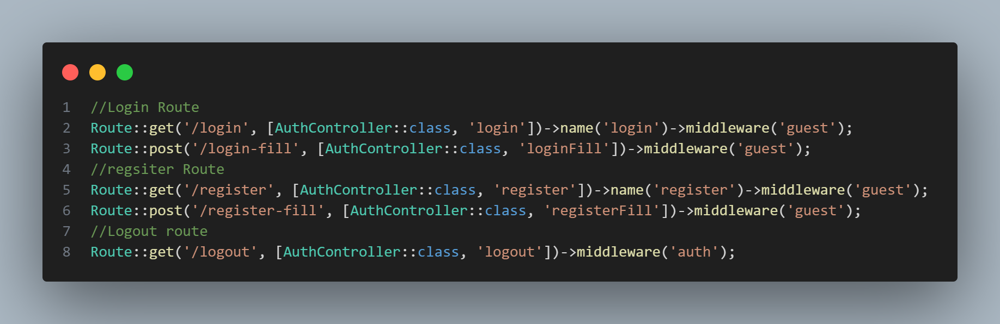 1 //Login Route
2 Route::get('/login', [AuthController::class, 'login'])->name('login')->middleware('guest');
3 Route::post('/login-fill', [AuthController::class, 'loginFill'])->middleware('guest');
4 //regsiter Route
5 Route::get('/register', [AuthController::class, 'register'])->name('register')->middleware('guest');
6 Route::post('/register-fill', [AuthController::class, 'registerFill'])->middleware('guest');
7 //Logout route
8 Route::get('/logout', [AuthController::class, 'logout'])->middleware('auth');